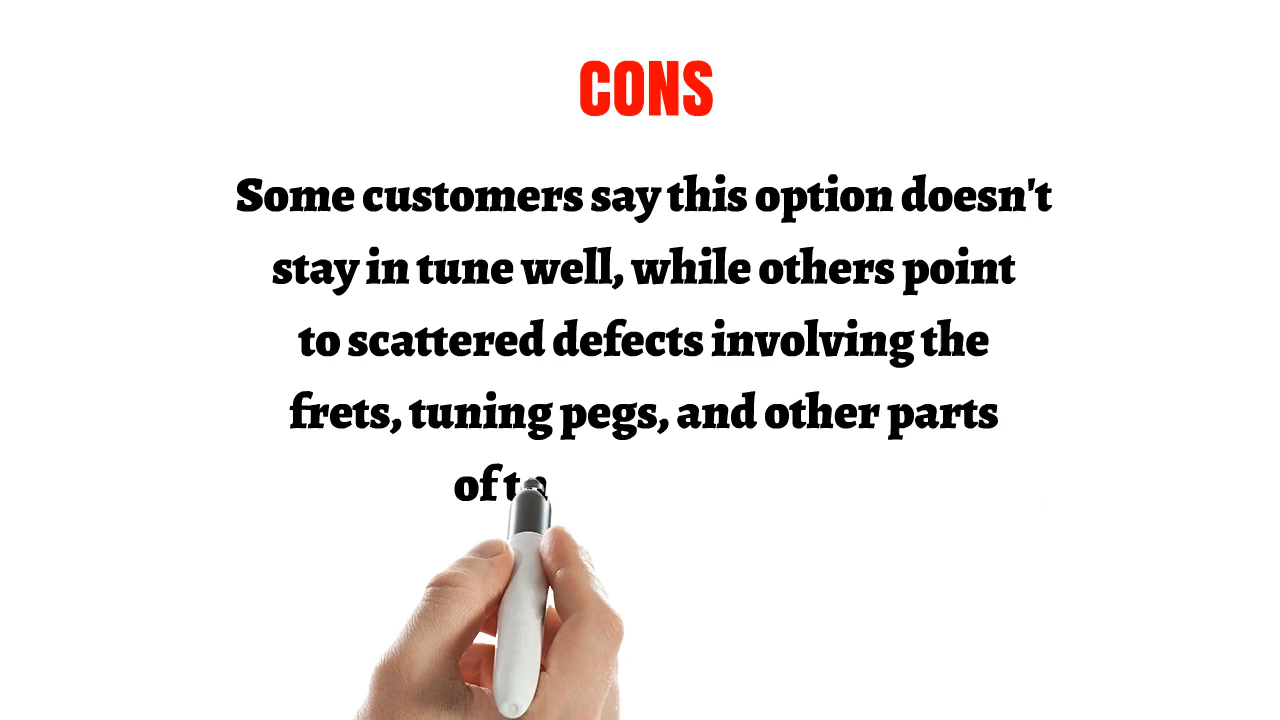 CONS
Some customers say this option doesn't
stay in tune well, while others point
to scattered defects involving the
frets, tuning pegs, and other parts
of